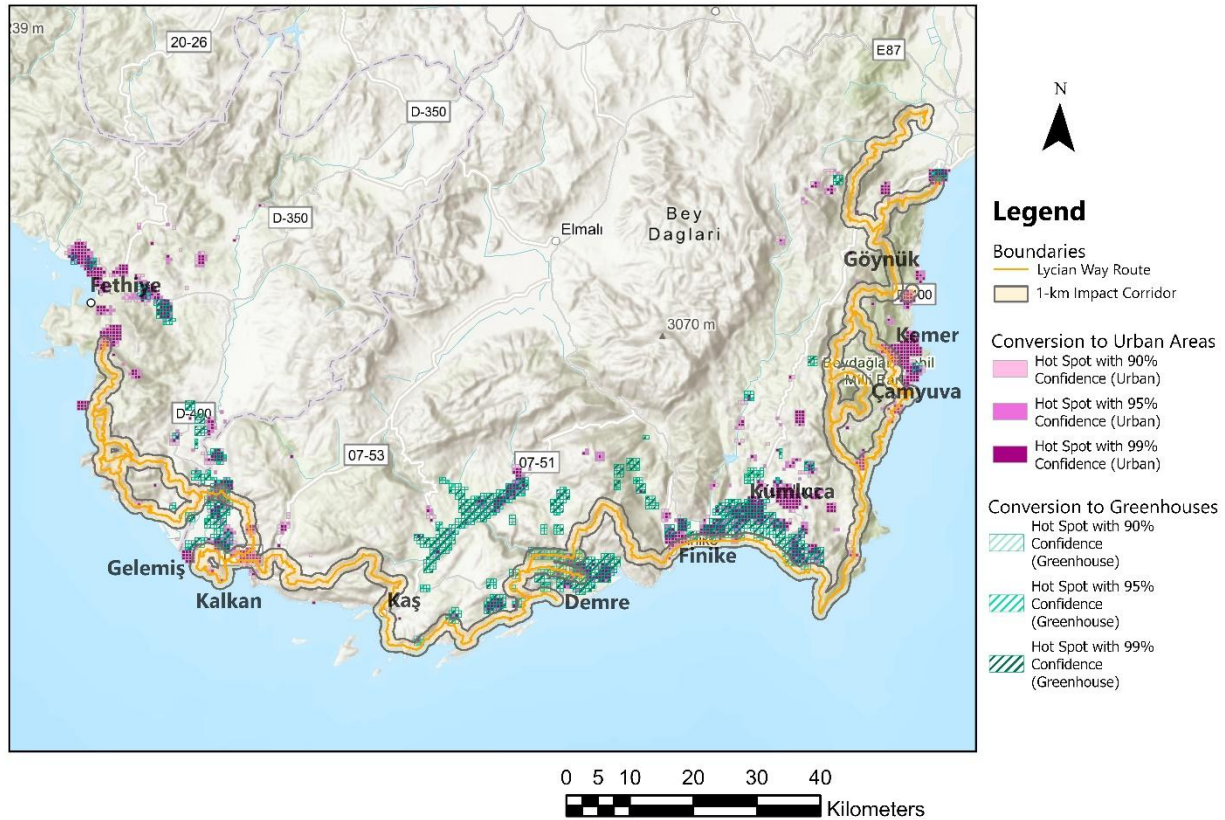 39 m
20-26
E87
D-350
D-350
Elmalı
Bey
Daglari
Göynük
Fethiye
3070 m
Kemer
Milli
Çamyuva
D-400
07-53
07-51
Kumluca
Gelemiş
Finike
Kalkan
Kaş
Demre
N
Legend
Boundaries
Lycian Way Route
1-km Impact Corridor
Conversion to Urban Areas
Hot Spot with 90%
Confidence (Urban)
Hot Spot with 95%
Confidence (Urban)
Hot Spot with 99%
Confidence (Urban)
Conversion to Greenhouses
Hot Spot with 90%
Confidence
(Greenhouse)
Hot Spot with 95%
Confidence
(Greenhouse)
Hot Spot with 99%
Confidence
(Greenhouse)
0 5 10 20 30 40
Kilometers